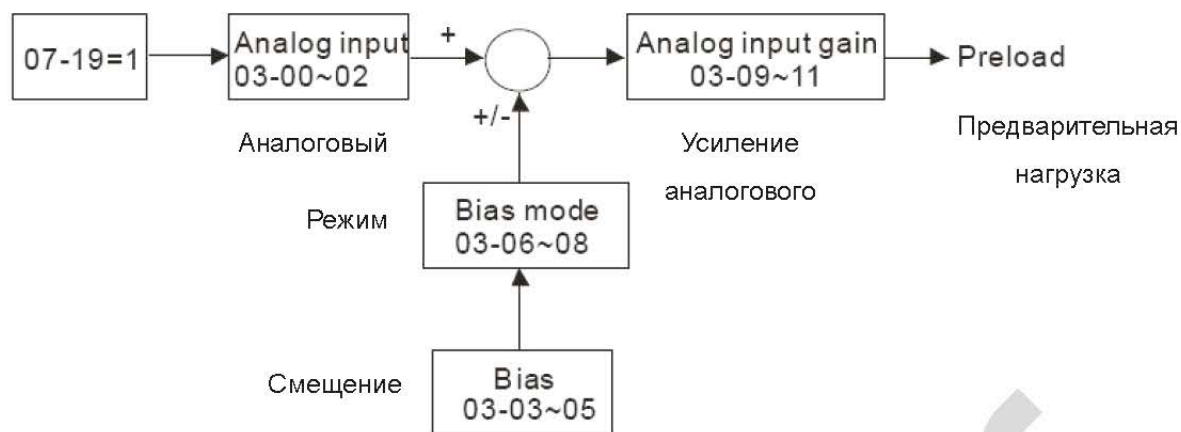 07-19=1
Analog input
03-00~02
+
+/-
Analog input gain
03-09~11
Preload
Аналоговый
Усиление
аналогового
Предварительная
нагрузка
Режим
Bias mode
03-06~08
Смещение
Bias
03-03~05